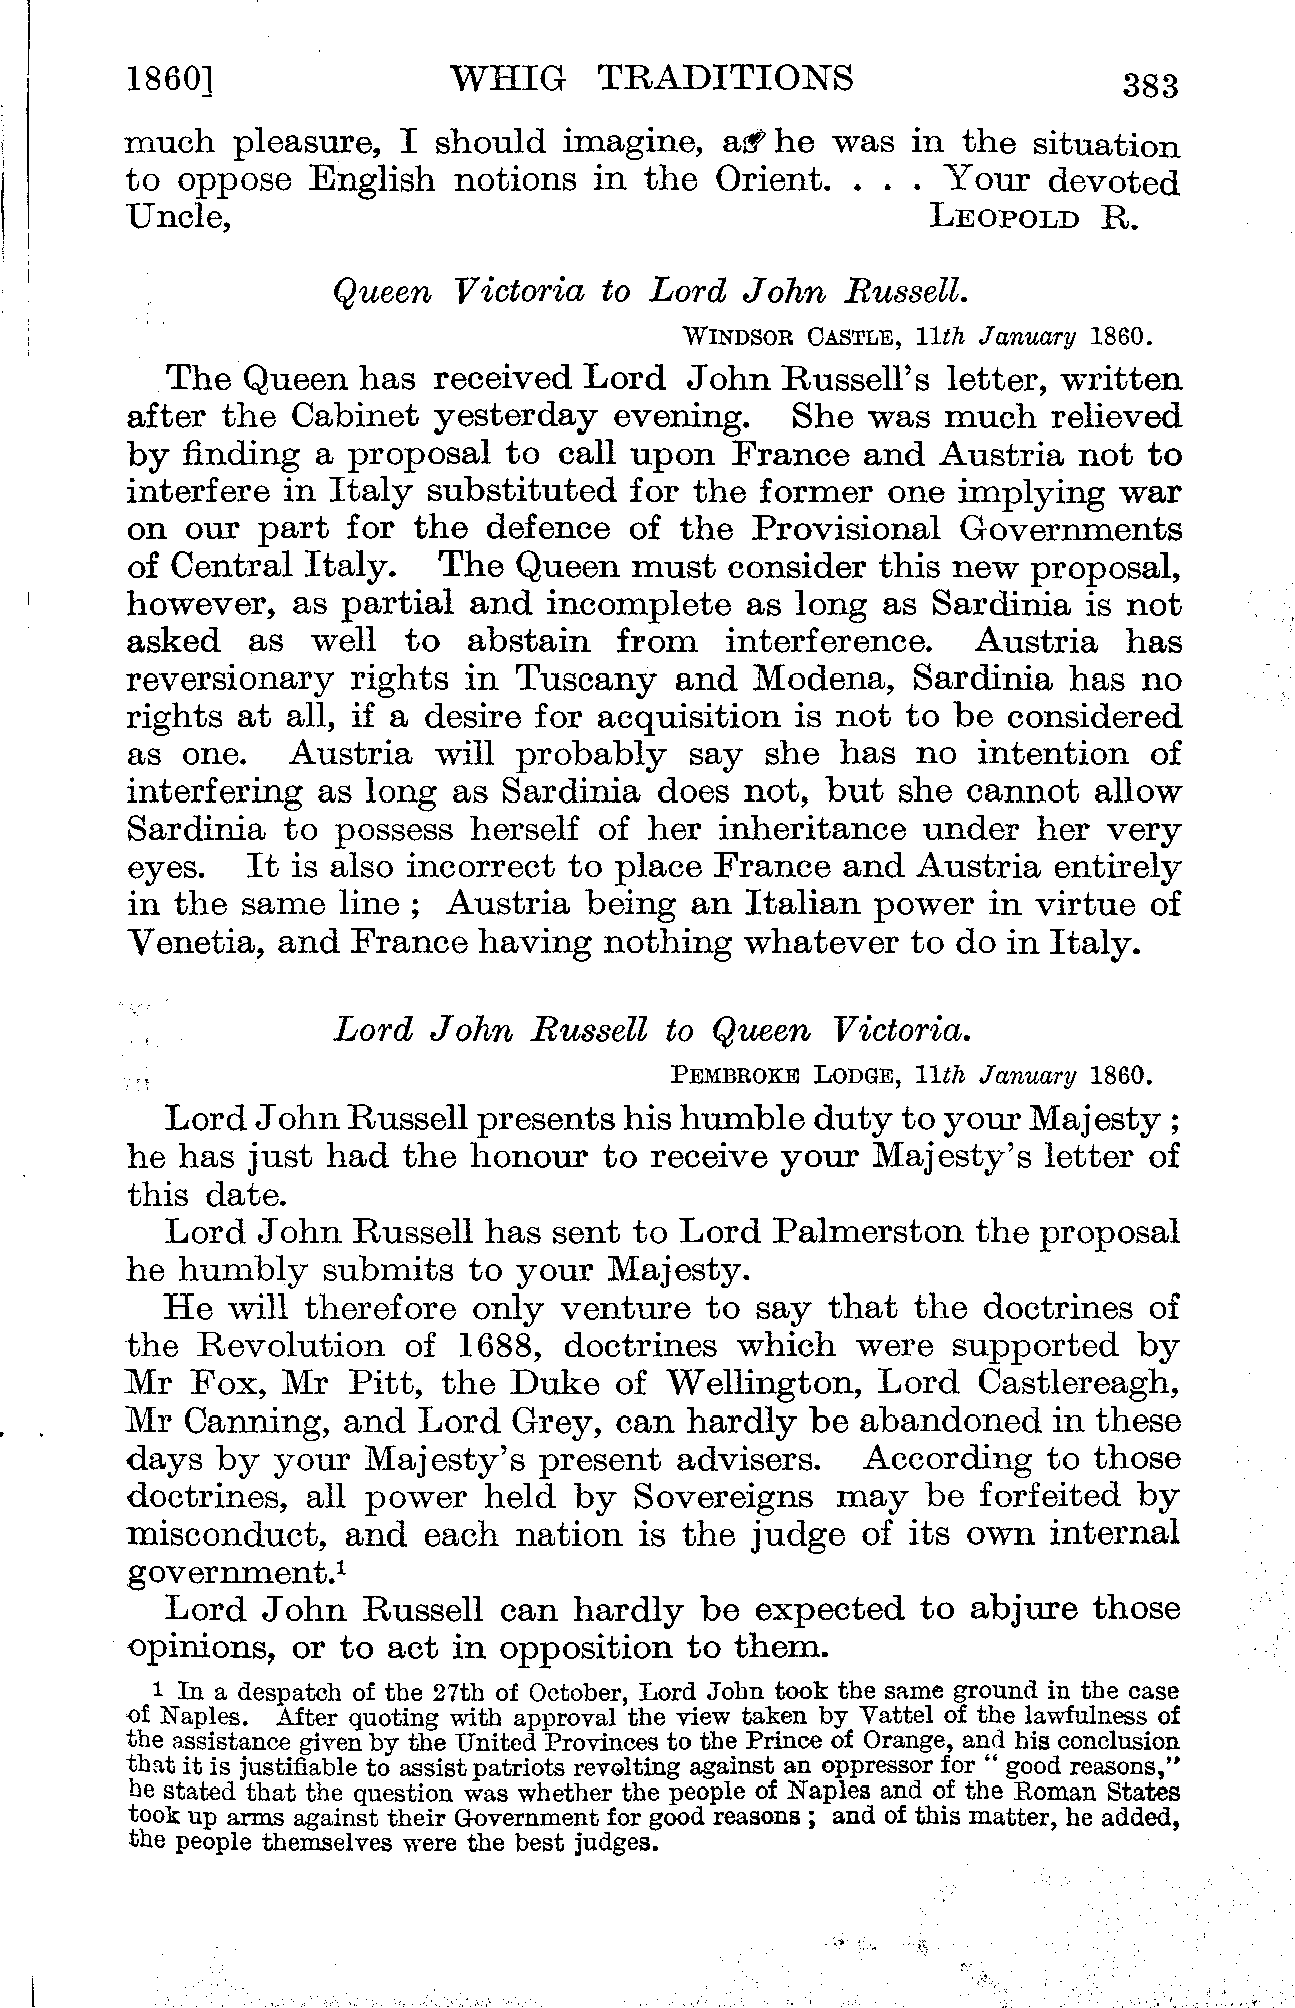 1860] WHIG TRADITIONS 383
much pleasure, I should imagine, as he was in the situation
to oppose English notions in the Orient. . . . Your devoted
Uncle, LEOPOLD R.
Queen Victoria to Lord John Russell.
WINDSOR CASTLE, 11th January 1860.
The Queen has received Lord John Russell's letter, written
after the Cabinet yesterday evening. She was much relieved
by finding a proposal to call upon France and Austria not to
interfere in Italy substituted for the former one implying war
on our part for the defence of the Provisional Governments
of Central Italy. The Queen must consider this new proposal,
however, as partial and incomplete as long as Sardinia is not
asked as well to abstain from interference. Austria has
reversionary rights in Tuscany and Modena, Sardinia has no
rights at all, if a desire for acquisition is not to be considered
as one. Austria will probably say she has no intention of
interfering as long as Sardinia does not, but she cannot allow
Sardinia to possess herself of her inheritance under her very
eyes. It is also incorrect to place France and Austria entirely
in the same line ; Austria being an Italian power in virtue of
Venetia, and France having nothing whatever to do in Italy.
Lord John Russell to Queen Victoria.
PEMBROKE LODGE, 11th January 1860.
Lord John Russell presents his humble duty to your Majesty ;
he has just had the honour to receive your Majesty's letter of
this date.
Lord John Russell has sent to Lord Palmerston the proposal
he humbly submits to your Majesty.
He will therefore only venture to say that the doctrines of
the Revolution of 1688, doctrines which were supported by
Mr Fox, Mr Pitt, the Duke of Wellington, Lord Castlereagh,
Mr Canning, and Lord Grey, can hardly be abandoned in these
days by your Majesty's present advisers. According to those
doctrines, all power held by Sovereigns may be forfeited by
misconduct, and each nation is the judge of its own internal
government.¹
Lord John Russell can hardly be expected to abjure those
opinions, or to act in opposition to them.
1 In a despatch of the 27th of October, Lord John took the same ground in the case
of Naples. After quoting with approval the view taken by Vattel of the lawfulness of
the assistance given by the United Provinces to the Prince of Orange, and his conclusion
that it is justifiable to assist patriots revolting against an oppressor for " good reasons,"
he stated that the question was whether the people of Naples and of the Roman States
took up arms against their Government for good reasons ; and of this matter, he added,
the people themselves were the best judges.